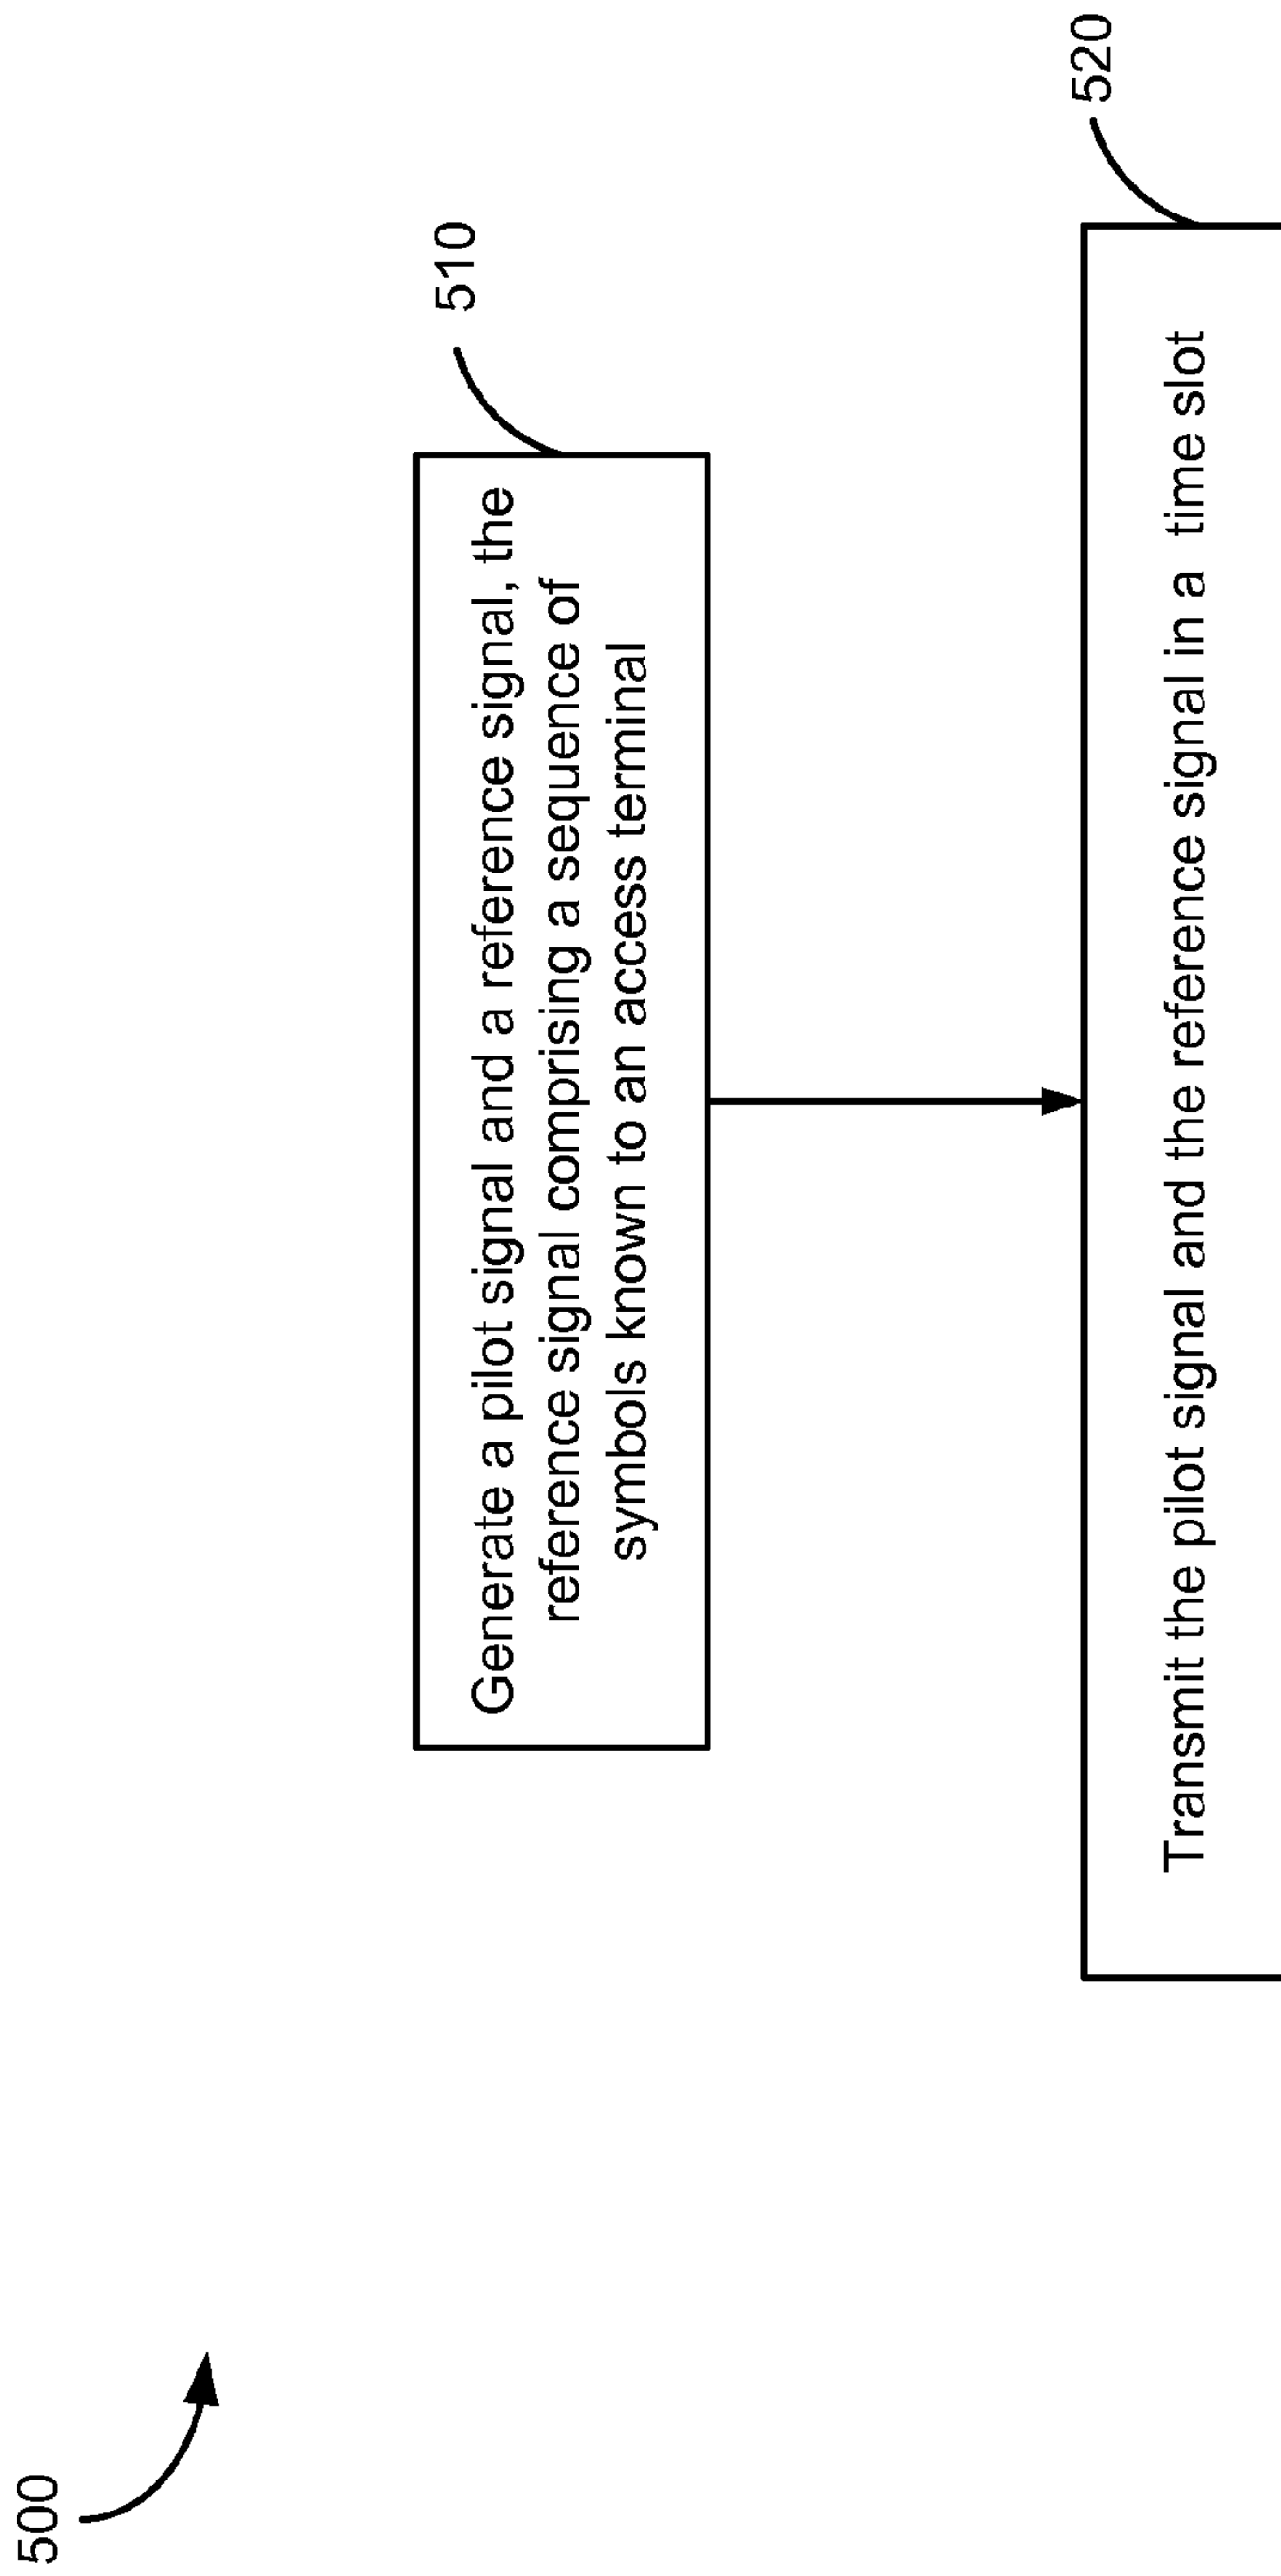 500
510
Generate a pilot signal and a reference signal, the
reference signal comprising a sequence of
symbols known to an access terminal
520
Transmit the pilot signal and the reference signal in a time slot